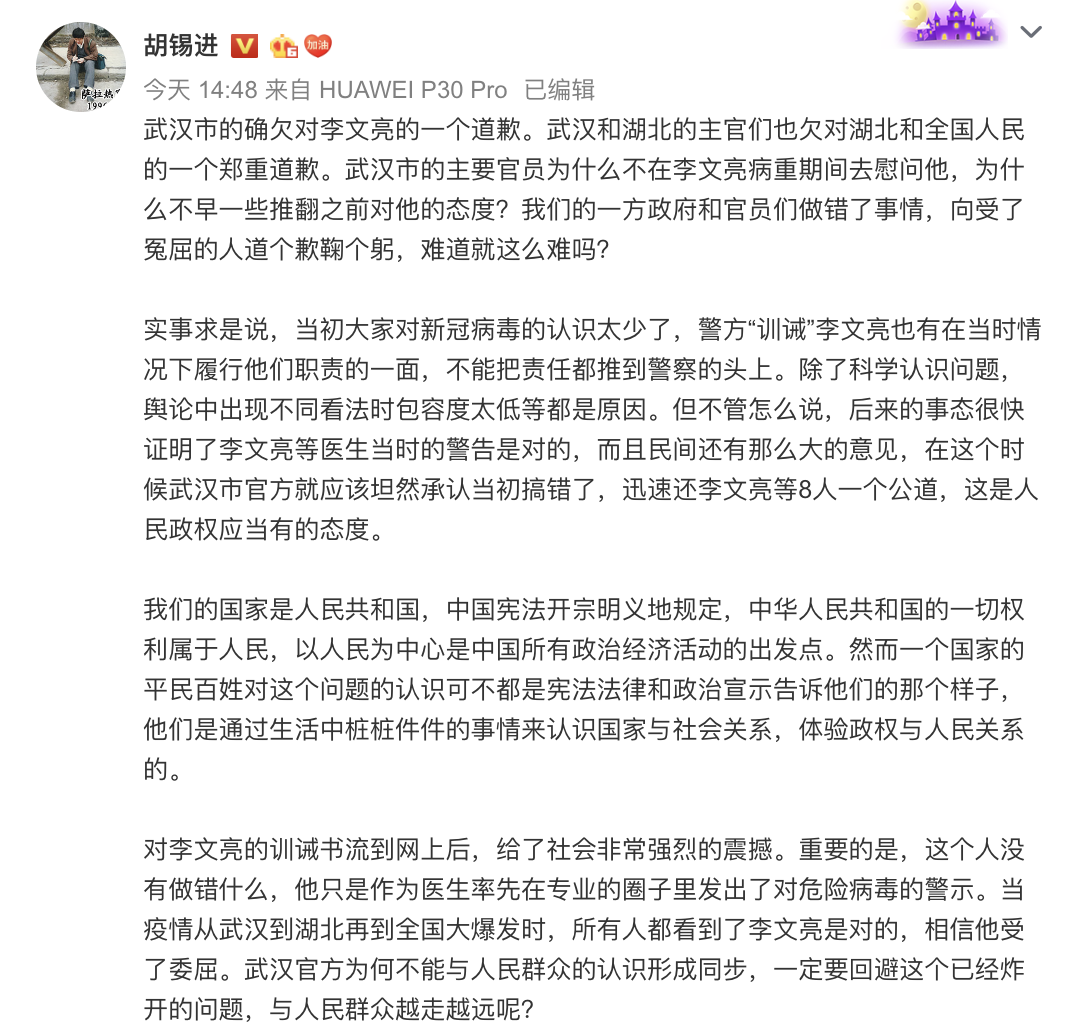 胡锡进
V
加油
萨拉热
199
今天 14:48 来自 HUAWEI P30 Pro 已编辑
武汉市的确欠对李文亮的一个道歉。武汉和湖北的主官们也欠对湖北和全国人民
的一个郑重道歉。武汉市的主要官员为什么不在李文亮病重期间去慰问他，为什
么不早一些推翻之前对他的态度？我们的一方政府和官员们做错了事情，向受了
冤屈的人道个歉鞠个躬，难道就这么难吗？
实事求是说，当初大家对新冠病毒的认识太少了，警方“训诫”李文亮也有在当时情
况下履行他们职责的一面，不能把责任都推到警察的头上。除了科学认识问题，
舆论中出现不同看法时包容度太低等都是原因。但不管怎么说，后来的事态很快
证明了李文亮等医生当时的警告是对的，而且民间还有那么大的意见，在这个时
候武汉市官方就应该坦然承认当初搞错了，迅速还李文亮等8人一个公道，这是人
民政权应当有的态度。
我们的国家是人民共和国，中国宪法开宗明义地规定，中华人民共和国的一切权
利属于人民，以人民为中心是中国所有政治经济活动的出发点。然而一个国家的
平民百姓对这个问题的认识可不都是宪法法律和政治宣示告诉他们的那个样子，
他们是通过生活中桩桩件件的事情来认识国家与社会关系，体验政权与人民关系
的。
对李文亮的训诫书流到网上后，给了社会非常强烈的震撼。重要的是，这个人没
有做错什么，他只是作为医生率先在专业的圈子里发出了对危险病毒的警示。当
疫情从武汉到湖北再到全国大爆发时，所有人都看到了李文亮是对的，相信他受
了委屈。武汉官方为何不能与人民群众的认识形成同步，一定要回避这个已经炸
开的问题，与人民群众越走越远呢？